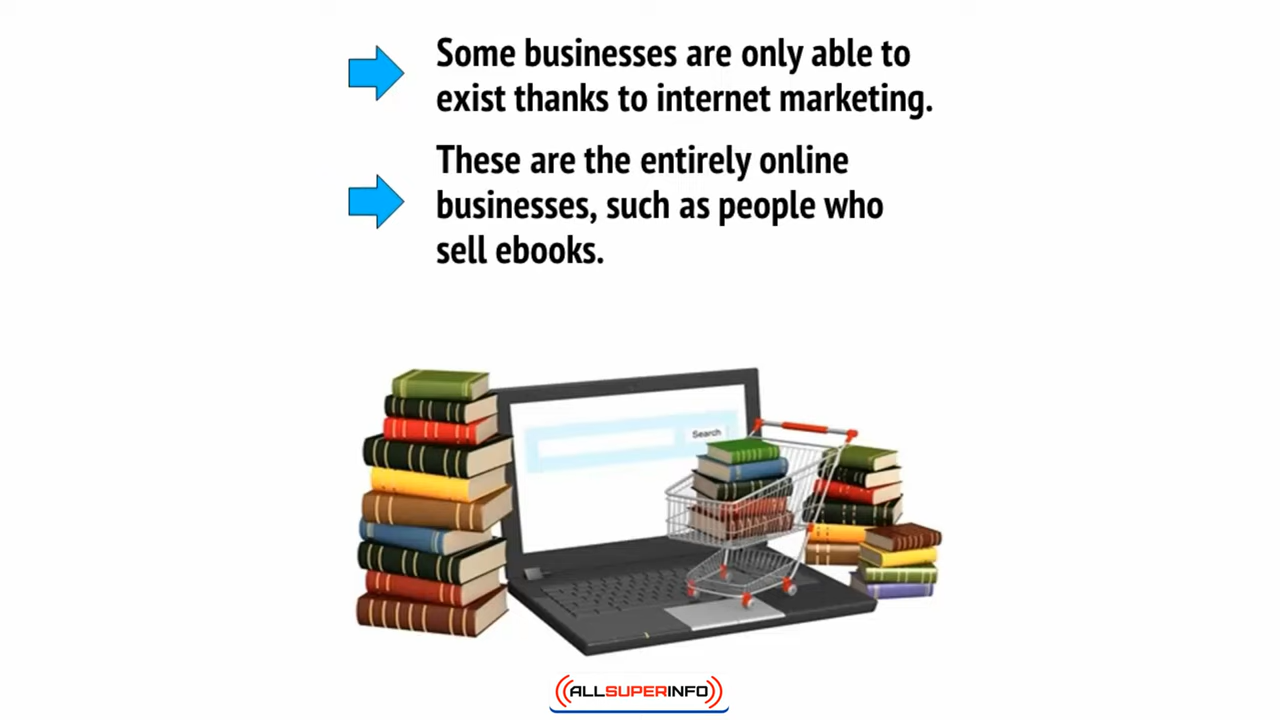 Some businesses are only able to
exist thanks to internet marketing.
These are the entirely online
businesses, such as people who
sell ebooks.
Search
ALLSUPERINFO